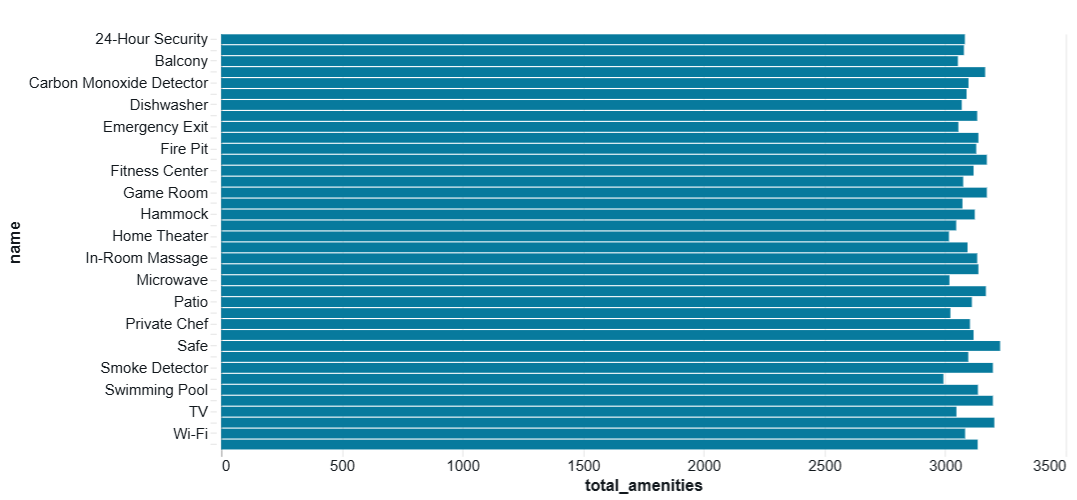 24-Hour Security
Balcony
Carbon Monoxide Detector
Dishwasher
Emergency Exit
Fire Pit
Fitness Center
Game Room
Hammock
Home Theater
In-Room Massage
Microwave
Patio
Private Chef
Safe
Smoke Detector
Swimming Pool
TV
Wi-Fi
name
0 500 1000 1500 2000 2500 3000 3500
total_amenities